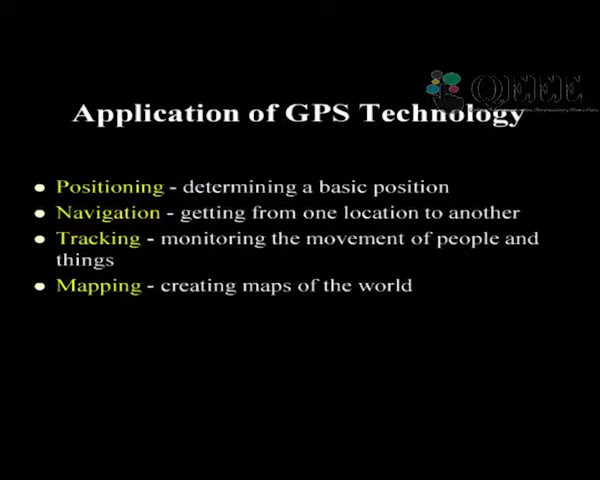 QEEE
Application of GPS Technology
● Positioning - determining a basic position
● Navigation - getting from one location to another
● Tracking - monitoring the movement of people and
things
● Mapping - creating maps of the world